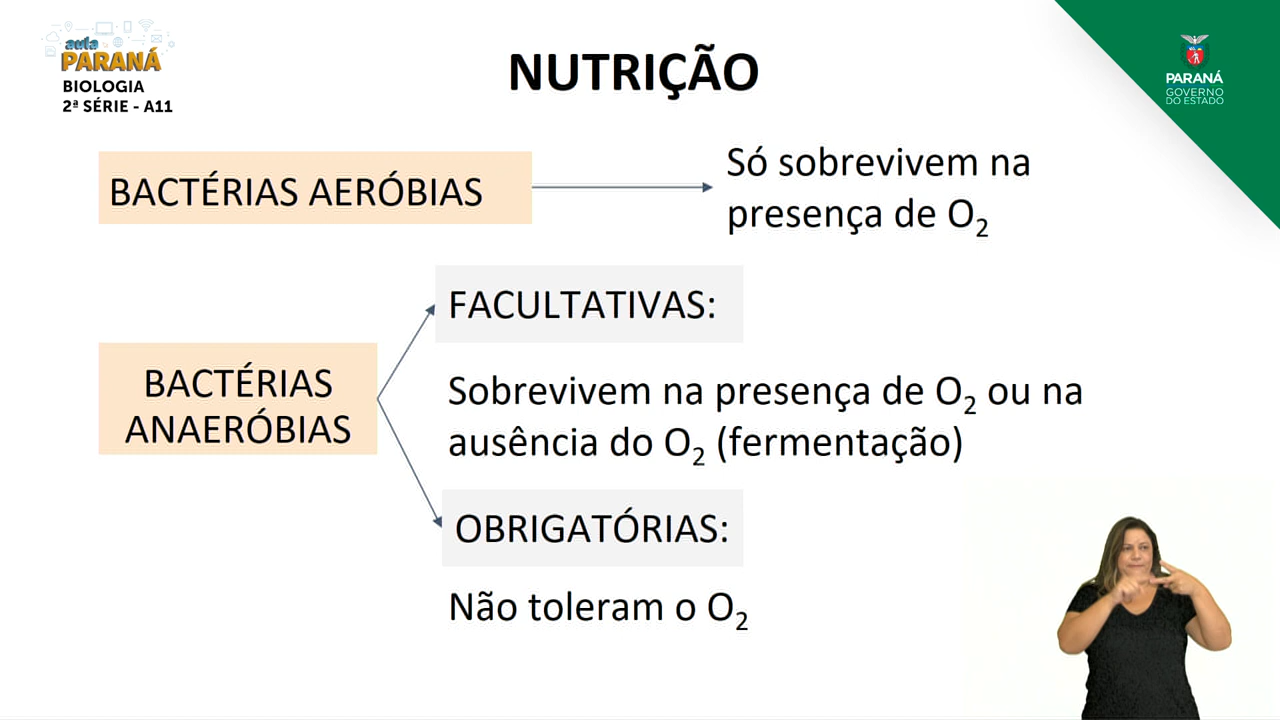 aula
PARANÁ
BIOLOGIA
2ª SÉRIE - A11
NUTRIÇÃO
PARANÁ
GOVERNO
DO ESTADO
BACTÉRIAS AERÓBIAS
Só sobrevivem na
presença de O₂
FACULTATIVAS:
BACTÉRIAS
ANAERÓBIAS
Sobrevivem na presença de O₂ ou na
ausência do O₂ (fermentação)
OBRIGATÓRIAS:
Não toleram o O₂